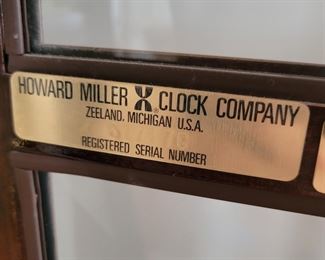 HOWARD MILLER CLOCK COMPANY
ZEELAND, MICHIGAN U.S.A.
REGISTERED SERIAL NUMBER